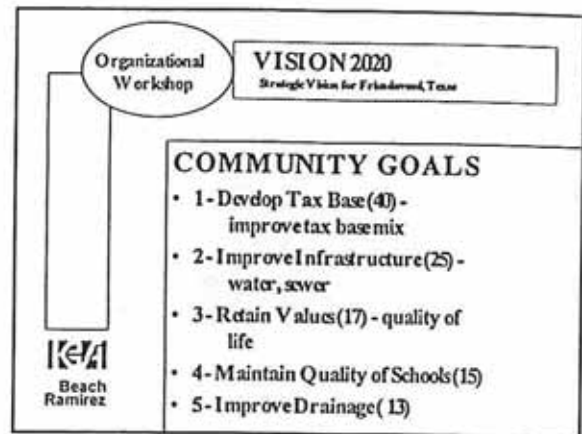 Organizational
Workshop
VISION 2020
Strategic Vision for Friendswood, Texas
COMMUNITY GOALS
• 1 - Develop Tax Base (40) -
improve tax base mix
• 2 - Improve Infrastructure (25) -
water, sewer
• 3 - Retain Values (17) - quality of
life
• 4 - Maintain Quality of Schools (15)
• 5 - Improve Drainage ( 13)
Beach
Ramirez